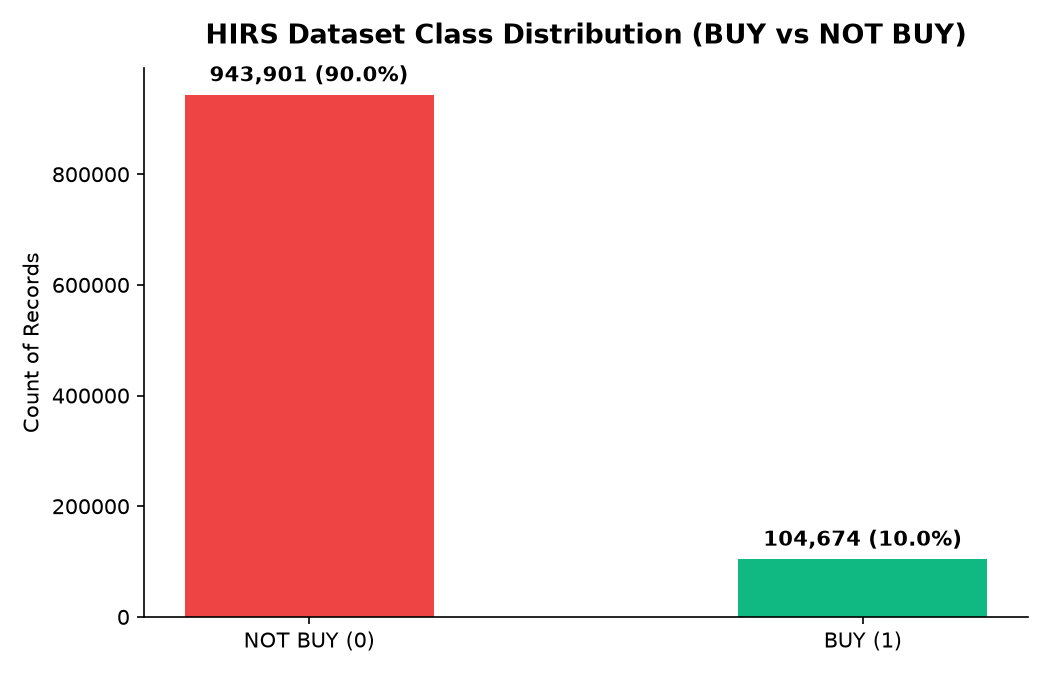 HIRS Dataset Class Distribution (BUY vs NOT BUY)
943,901 (90.0%)
800000
600000
400000
200000
0
Count of Records
104,674 (10.0%)
NOT BUY (0)
BUY (1)